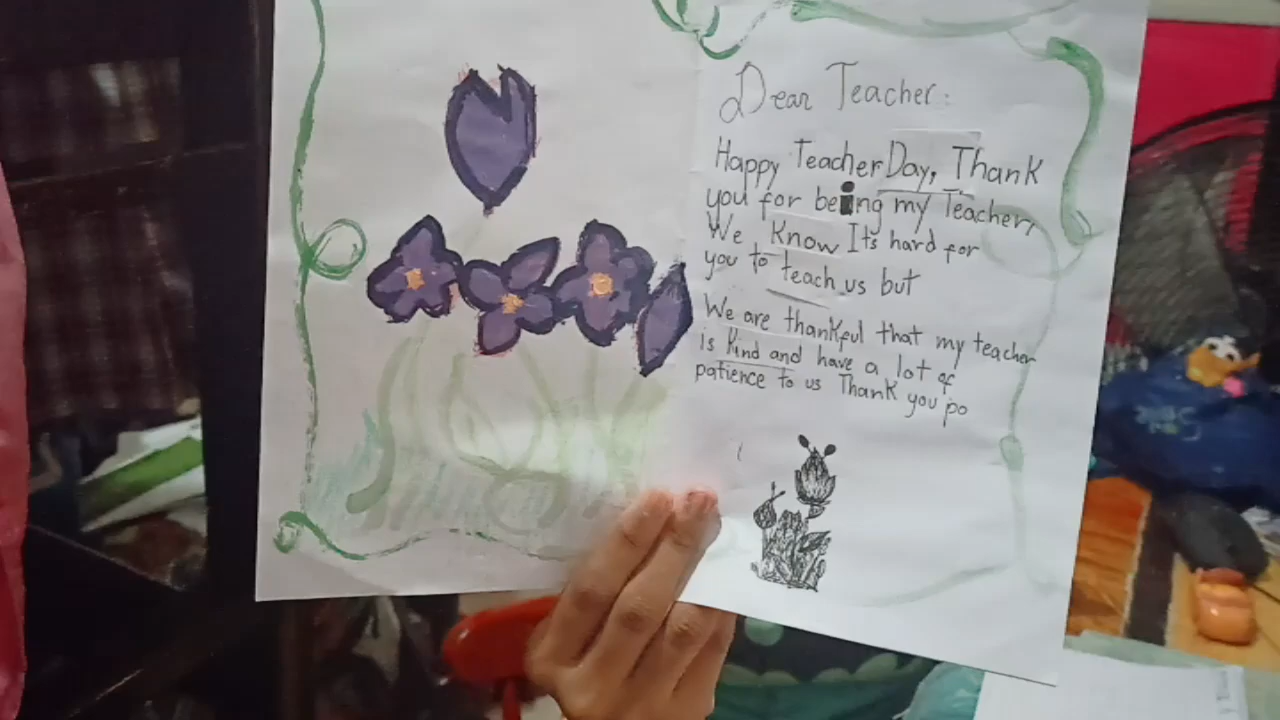 Dear Teacher:
Happy Teacher Day, Thank
you for being my Teacher,
We Know Its hard for
you to teach us but
We are thankful that my teacher
is Kind and have a lot of
patience to us Thank you po